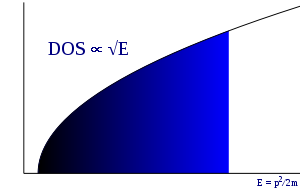 DOS ∝ √E
E = p²/2m